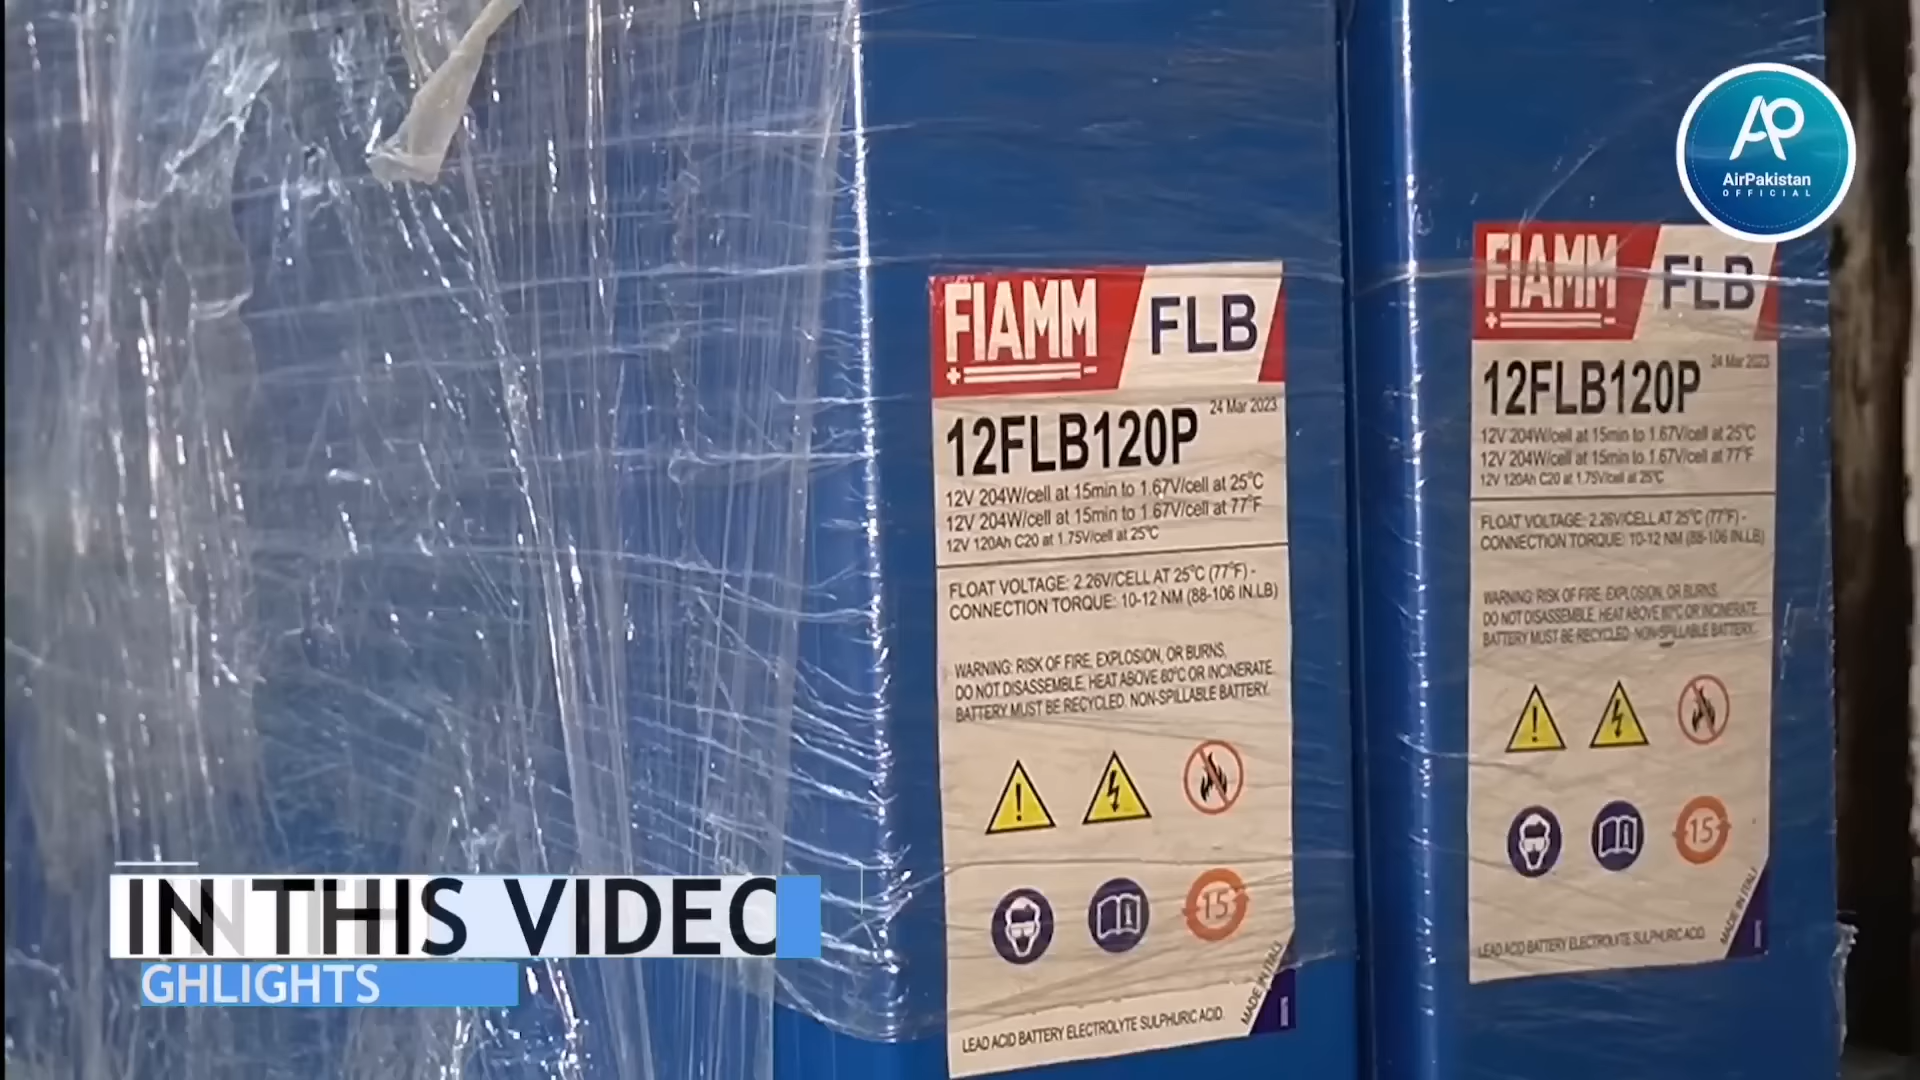 AP
AirPakistan
OFFICIAL
FIAMM
FLB
24 Mar 2023
12FLB120P
12V 204W/cell at 15min to 1.67V/cell at 25°C
12V 204W/cell at 15min to 1.67V/cell at 77°F
12V 120Ah C20 at 1.75V/cell at 25°C
FLOAT VOLTAGE: 2.26V/CELL AT 25°C (77°F) -
CONNECTION TORQUE: 10-12 NM (88-106 IN.LB)
WARNING: RISK OF FIRE, EXPLOSION, OR BURNS,
DO NOT DISASSEMBLE, HEAT ABOVE 60°C OR INCINERATE.
BATTERY MUST BE RECYCLED. NON-SPILLABLE BATTERY.
15
MADE IN ITALY
LEAD ACID BATTERY ELECTROLYTE SULPHURIC ACID.
FIAMM
FLB
24 Mar 2023
12FLB120P
12V 204W/cell at 15min to 1.67V/cell at 25°C
12V 204W/cell at 15min to 1.67V/cell at 77°F
12V 120Ah C20 at 1.75V/cell at 25°C
FLOAT VOLTAGE: 2.26V/CELL AT 25°C (77°F) -
CONNECTION TORQUE: 10-12 NM (88-106 IN.LB)
WARNING: RISK OF FIRE, EXPLOSION, OR BURNS,
DO NOT DISASSEMBLE, HEAT ABOVE 60°C OR INCINERATE.
BATTERY MUST BE RECYCLED. NON-SPILLABLE BATTERY.
15
MADE IN ITALY
LEAD ACID BATTERY ELECTROLYTE SULPHURIC ACID.
IN THIS VIDEO
GHLIGHTS